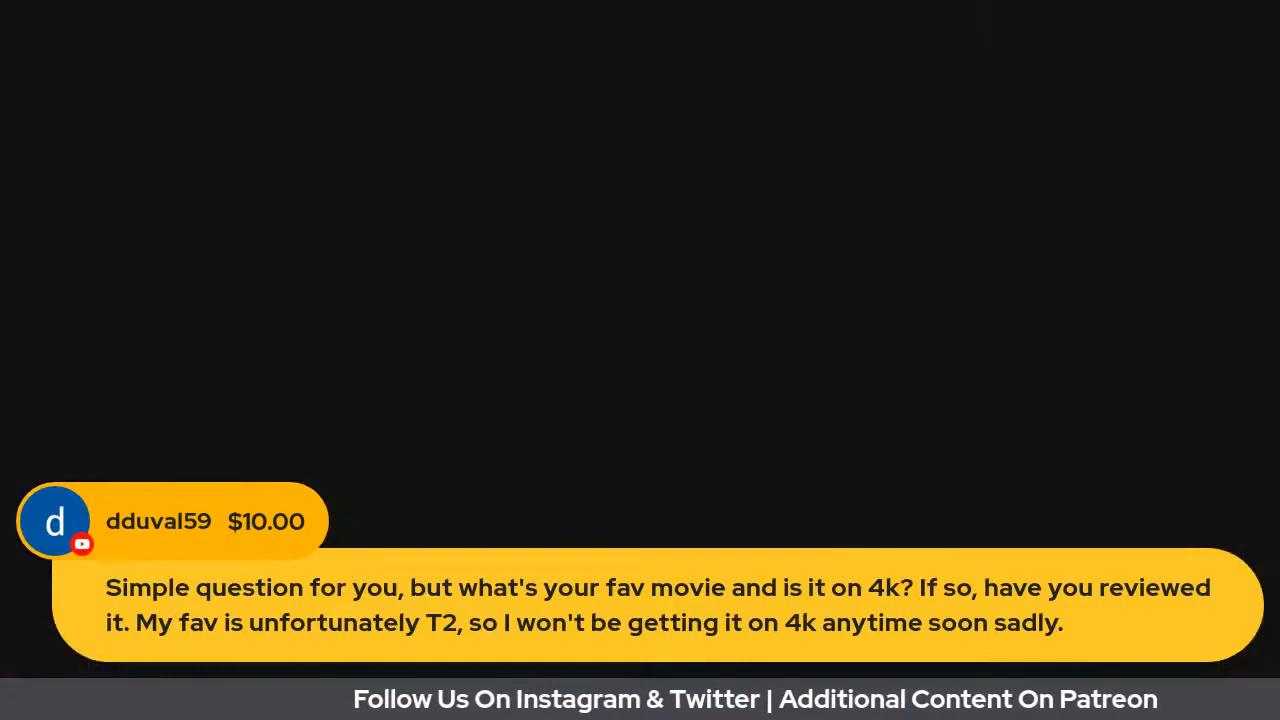 d
dduval59 $10.00
Simple question for you, but what's your fav movie and is it on 4k? If so, have you reviewed
it. My fav is unfortunately T2, so I won't be getting it on 4k anytime soon sadly.
Follow Us On Instagram & Twitter | Additional Content On Patreon